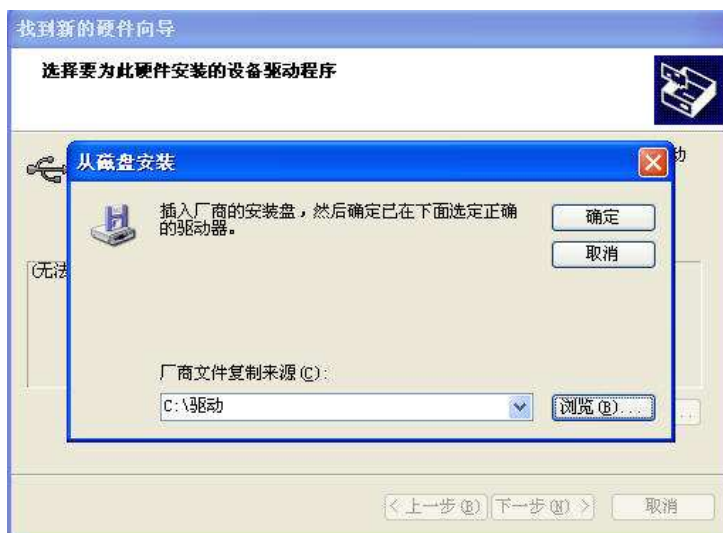 找到新的硬件向导
选择要为此硬件安装的设备驱动程序
动
从磁盘安装
插入厂商的安装盘，然后确定已在下面选定正确
的驱动器。
确定
取消
(无法
厂商文件复制来源(C):
C:\驱动
浏览(B)...
..
< 上一步(B)
下一步(N) >
取消